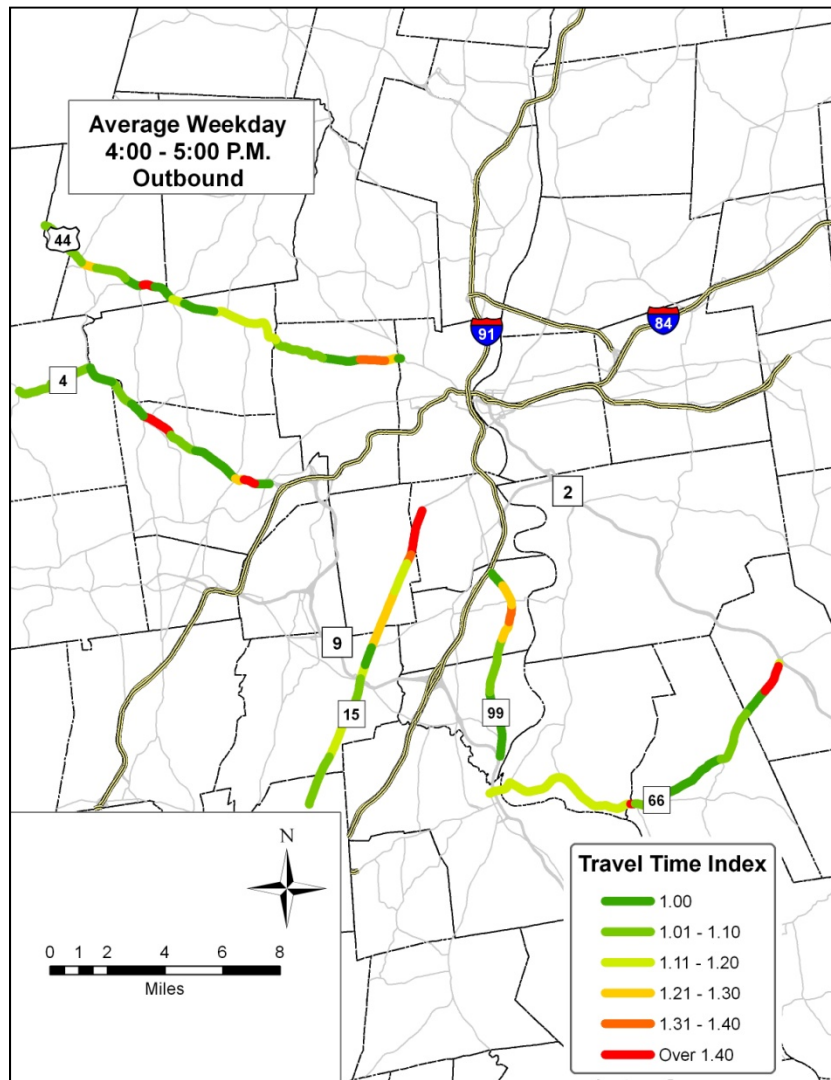 Average Weekday
4:00 - 5:00 P.M.
Outbound
44
91
84
4
2
9
15
99
66
N
0 1 2 4 6 8
Miles
Travel Time Index
1.00
1.01 - 1.10
1.11 - 1.20
1.21 - 1.30
1.31 - 1.40
Over 1.40